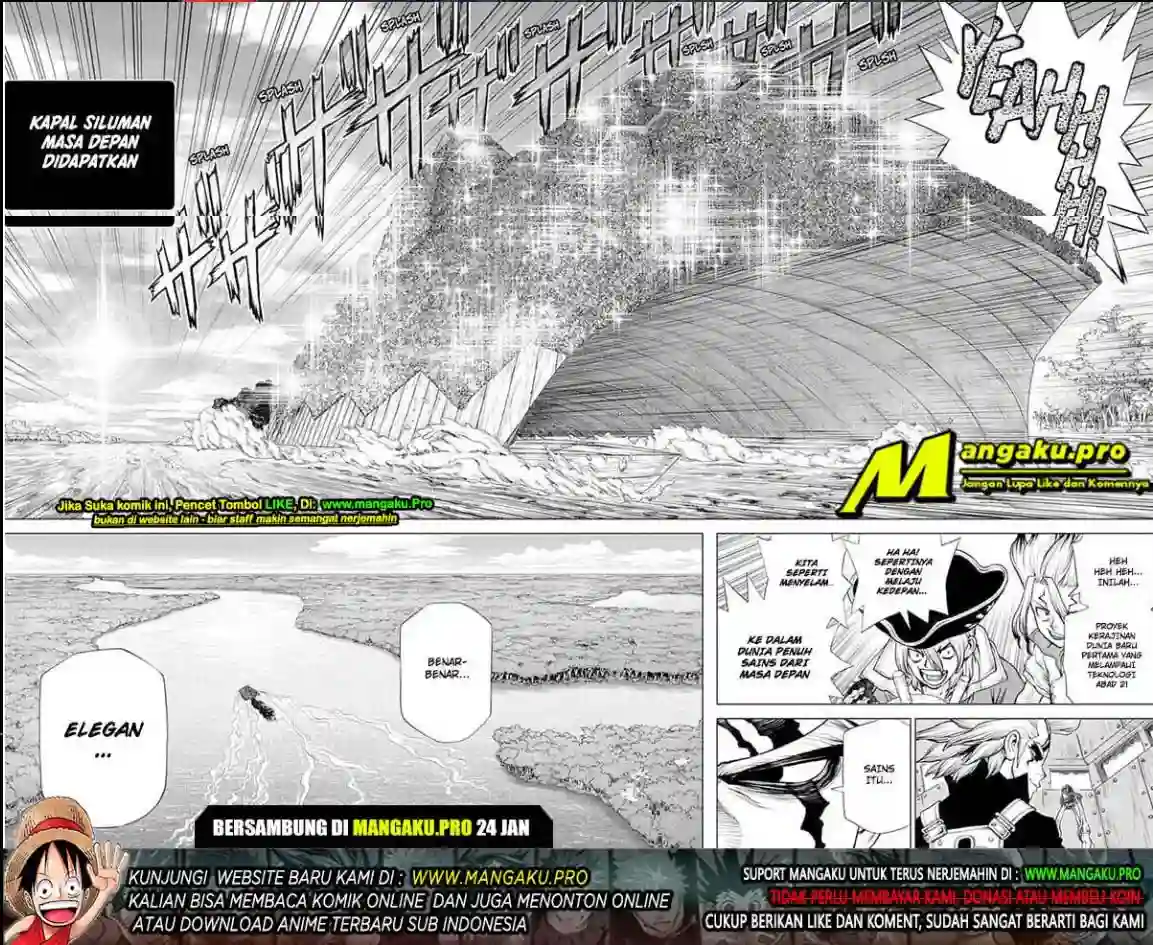 SPLASH
SPLASH
SPLASH
SPLASH
SPLSH
SPLSH
SPLSH
YEAHH
H
H!
KAPAL SILUMAN
MASA DEPAN
DIDAPATKAN
Mangaku.pro
Jangan Lupa Like dan Komennya
Jika Suka komik ini, Pencet Tombol LIKE, Di: www.mangaku.Pro
bukan di website lain - biar staff makin semangat nerjemahin
HEH
HEH HEH...
INILAH...
PROYEK
KERAJINAN
DUNIA BARU
PERTAMA YANG
MELAMPAUI
TEKNOLOGI
ABAD 21
HA HA!
SEPERTINYA
DENGAN
MELAJU
KEDEPAN...
KITA
SEPERTI
MENYELAM
KE DALAM
DUNIA PENUH
SAINS DARI
MASA DEPAN
SAINS
ITU...
BENAR-
BENAR...
ELEGAN
...
BERSAMBUNG DI MANGAKU.PRO 24 JAN
KUNJUNGI WEBSITE BARU KAMI DI : WWW.MANGAKU.PRO
KALIAN BISA MEMBACA KOMIK ONLINE DAN JUGA MENONTON ONLINE
ATAU DOWNLOAD ANIME TERBARU SUB INDONESIA
SUPORT MANGAKU UNTUK TERUS NERJEMAHIN DI : WWW.MANGAKU.PRO
TIDAK PERLU MEMBAYAR KAMI, DONASI ATAU MEMBELI KOIN
CUKUP BERIKAN LIKE DAN KOMENT, SUDAH SANGAT BERARTI BAGI KAMI